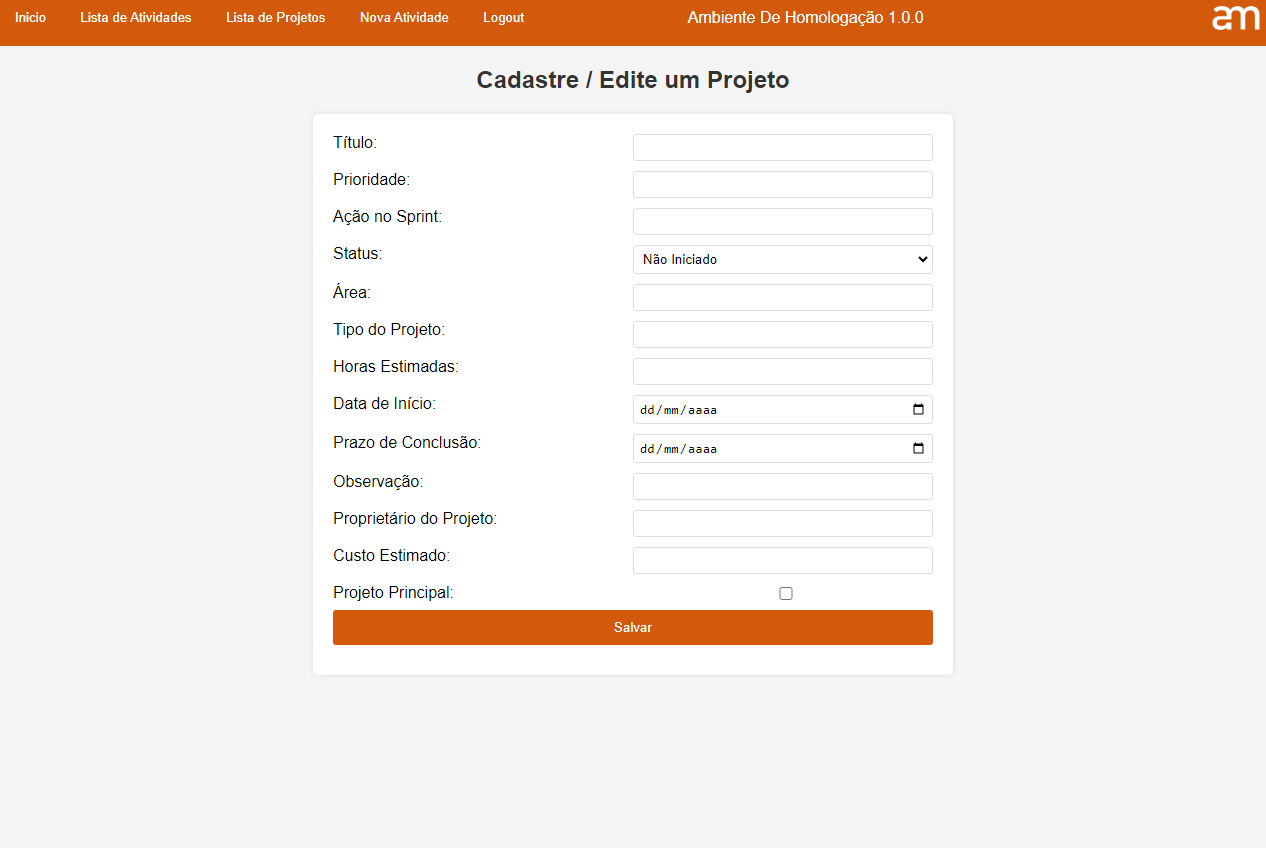 Inicio Lista de Atividades Lista de Projetos Nova Atividade Logout Ambiente De Homologação 1.0.0 am
Cadastre / Edite um Projeto
Título:
Prioridade:
Ação no Sprint:
Status: Não Iniciado
Área:
Tipo do Projeto:
Horas Estimadas:
Data de Início: dd/mm/aaaa
Prazo de Conclusão: dd/mm/aaaa
Observação:
Proprietário do Projeto:
Custo Estimado:
Projeto Principal:
Salvar